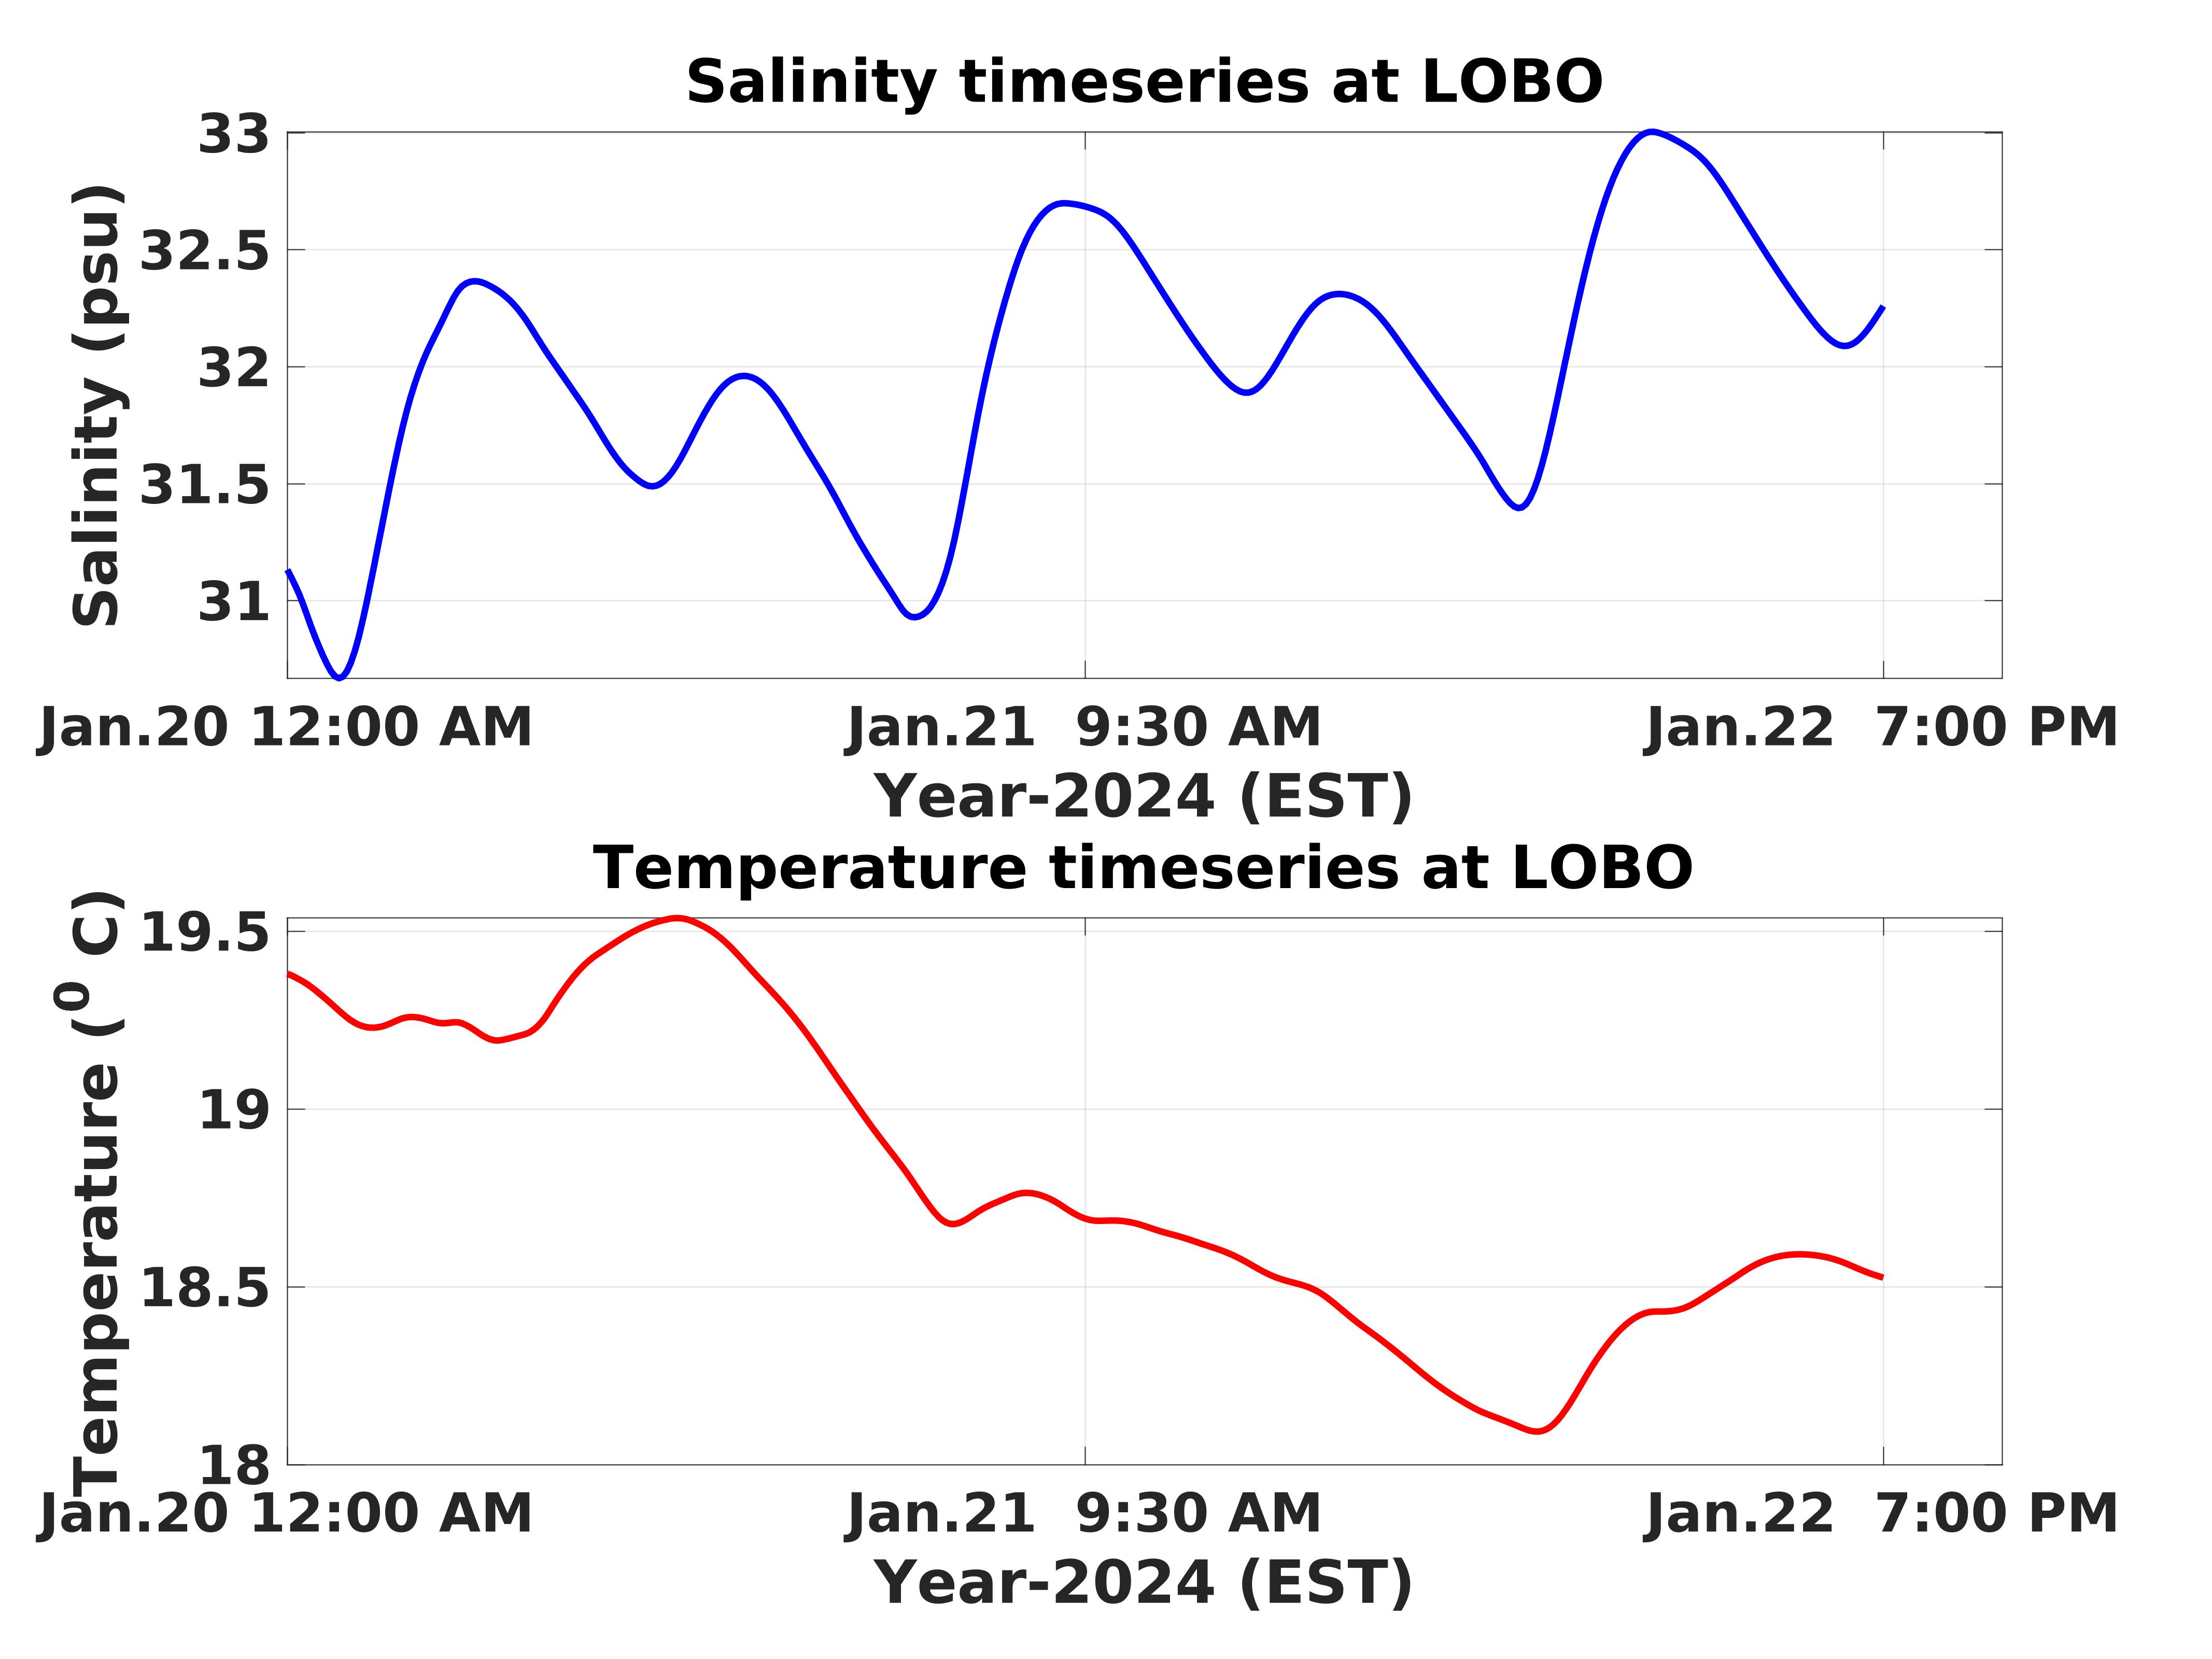 Salinity timeseries at LOBO
Salinity (psu)
33
32.5
32
31.5
31
Jan.20 12:00 AM Jan.21  9:30 AM Jan.22  7:00 PM
Year-2024 (EST)
Temperature timeseries at LOBO
Temperature (⁰ C)
19.5
19
18.5
18
Jan.20 12:00 AM Jan.21  9:30 AM Jan.22  7:00 PM
Year-2024 (EST)